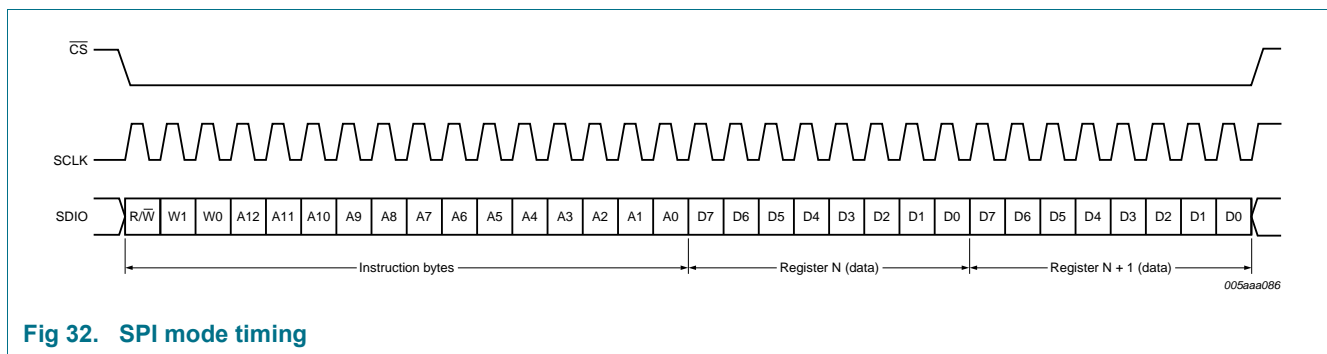 CS
SCLK
SDIO R/W W1 W0 A12 A11 A10 A9 A8 A7 A6 A5 A4 A3 A2 A1 A0 D7 D6 D5 D4 D3 D2 D1 D0 D7 D6 D5 D4 D3 D2 D1 D0
Instruction bytes Register N (data) Register N + 1 (data)
005aaa086
Fig 32. SPI mode timing